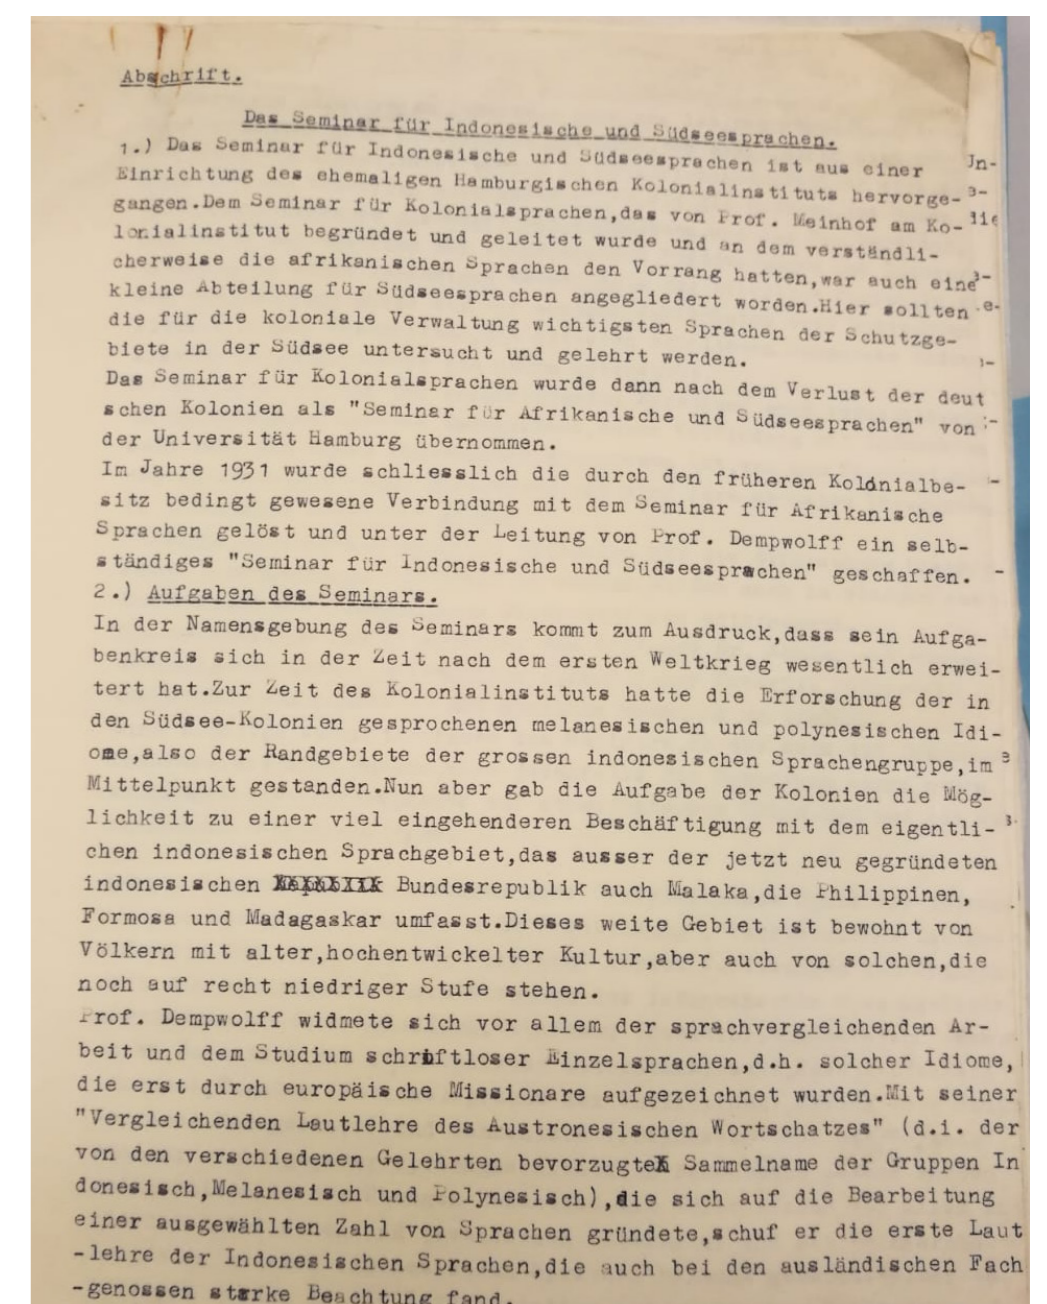 Abschrift.
Das Seminar für Indonesische und Südseesprachen.
1.) Das Seminar für Indonesische und Südseesprachen ist aus einer
Einrichtung des ehemaligen Hamburgischen Kolonialinstituts hervorge-
gangen.Dem Seminar für Kolonialsprachen,das von Prof. Meinhof am Ko-
lonialinstitut begründet und geleitet wurde und an dem verständli-
cherweise die afrikanischen Sprachen den Vorrang hatten,war auch eine
kleine Abteilung für Südseesprachen angegliedert worden.Hier sollten
die für die koloniale Verwaltung wichtigsten Sprachen der Schutzge-
biete in der Südsee untersucht und gelehrt werden.
Das Seminar für Kolonialsprachen wurde dann nach dem Verlust der deut
schen Kolonien als "Seminar für Afrikanische und Südseesprachen" von
der Universität Hamburg übernommen.
Im Jahre 1931 wurde schliesslich die durch den früheren Kolonialbe-
sitz bedingt gewesene Verbindung mit dem Seminar für Afrikanische
Sprachen gelöst und unter der Leitung von Prof. Dempwolff ein selb-
ständiges "Seminar für Indonesische und Südseesprachen" geschaffen.
2.) Aufgaben des Seminars.
In der Namensgebung des Seminars kommt zum Ausdruck,dass sein Aufga-
benkreis sich in der Zeit nach dem ersten Weltkrieg wesentlich erwei-
tert hat.Zur Zeit des Kolonialinstituts hatte die Erforschung der in
den Südsee-Kolonien gesprochenen melanesischen und polynesischen Idi-
ome,also der Randgebiete der grossen indonesischen Sprachengruppe,im
Mittelpunkt gestanden.Nun aber gab die Aufgabe der Kolonien die Mög-
lichkeit zu einer viel eingehenderen Beschäftigung mit dem eigentli-
chen indonesischen Sprachgebiet,das ausser der jetzt neu gegründeten
indonesischen Bundesrepublik auch Malaka,die Philippinen,
Formosa und Madagaskar umfasst.Dieses weite Gebiet ist bewohnt von
Völkern mit alter,hochentwickelter Kultur,aber auch von solchen,die
noch auf recht niedriger Stufe stehen.
Prof. Dempwolff widmete sich vor allem der sprachvergleichenden Ar-
beit und dem Studium schriftloser Einzelsprachen,d.h. solcher Idiome,
die erst durch europäische Missionare aufgezeichnet wurden.Mit seiner
"Vergleichenden Lautlehre des Austronesischen Wortschatzes" (d.i. der
von den verschiedenen Gelehrten bevorzugte Sammelname der Gruppen In
donesisch,Melanesisch und Polynesisch),die sich auf die Bearbeitung
einer ausgewählten Zahl von Sprachen gründete,schuf er die erste Laut
-lehre der Indonesischen Sprachen,die auch bei den ausländischen Fach
-genossen starke Beachtung fand.